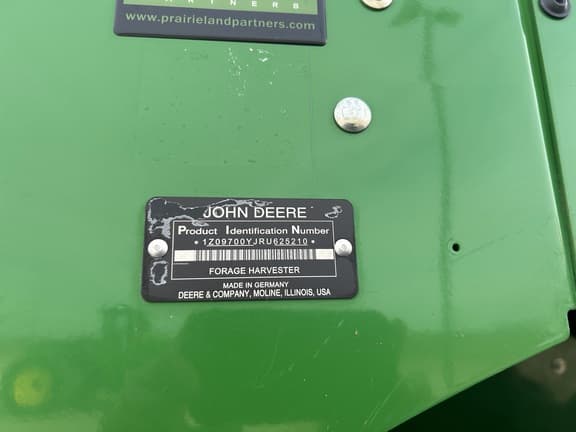 PARTNERS
www.prairielandpartners.com
JOHN DEERE
Product Identification Number
*1Z09700YJRU625210*
FORAGE HARVESTER
MADE IN GERMANY
DEERE & COMPANY, MOLINE, ILLINOIS, USA